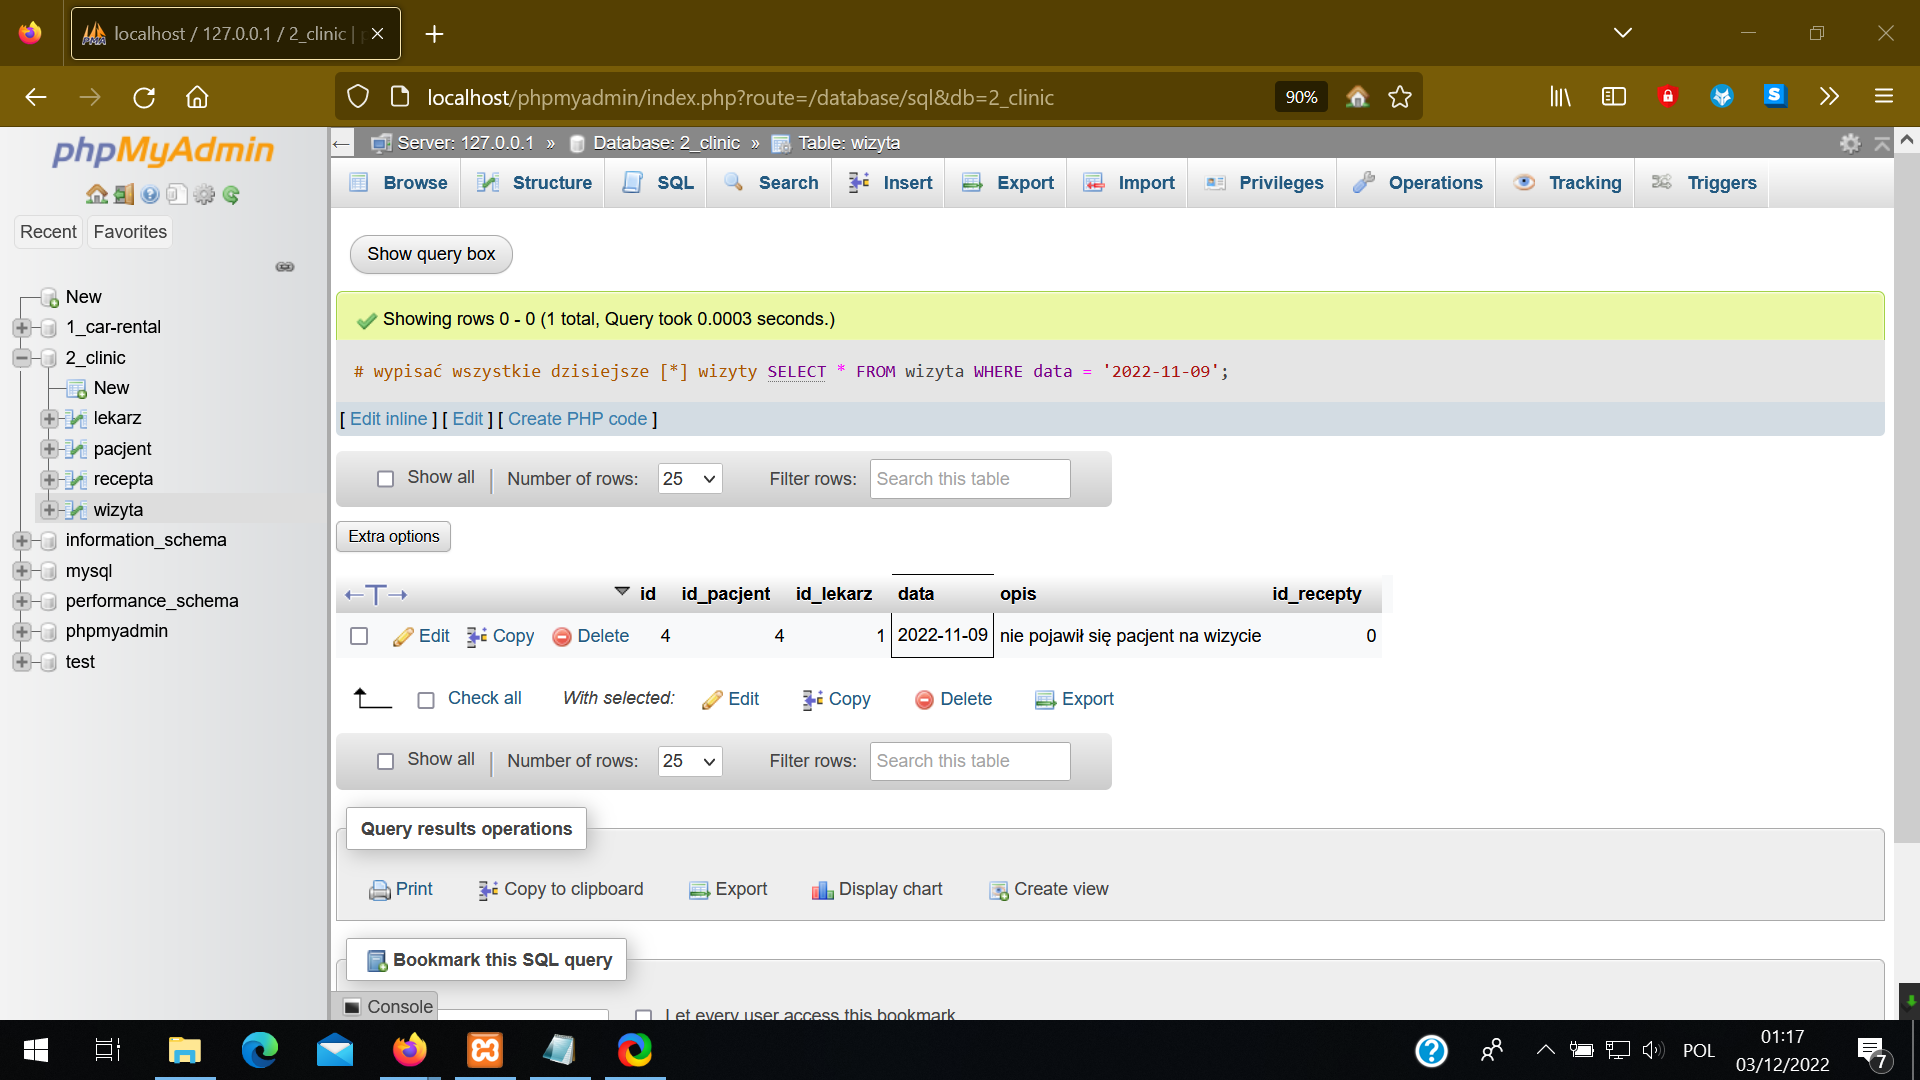 localhost / 127.0.0.1 / 2_clinic |
localhost/phpmyadmin/index.php?route=/database/sql&db=2_clinic
90%
phpMyAdmin
Recent
Favorites
New
1_car-rental
2_clinic
New
lekarz
pacjent
recepta
wizyta
information_schema
mysql
performance_schema
phpmyadmin
test
Server: 127.0.0.1 » Database: 2_clinic » Table: wizyta
Browse Structure SQL Search Insert Export Import Privileges Operations Tracking Triggers
Show query box
Showing rows 0 - 0 (1 total, Query took 0.0003 seconds.)
# wypisać wszystkie dzisiejsze [*] wizyty SELECT * FROM wizyta WHERE data = '2022-11-09';
[ Edit inline ] [ Edit ] [ Create PHP code ]
Show all | Number of rows: 25 Filter rows: Search this table
Extra options
←T→ id id_pacjent id_lekarz data opis id_recepty
Edit Copy Delete 4 4 1 2022-11-09 nie pojawił się pacjent na wizycie 0
Check all With selected: Edit Copy Delete Export
Show all | Number of rows: 25 Filter rows: Search this table
Query results operations
Print Copy to clipboard Export Display chart Create view
Bookmark this SQL query
Console
Let every user access this bookmark
POL
01:17
03/12/2022
7